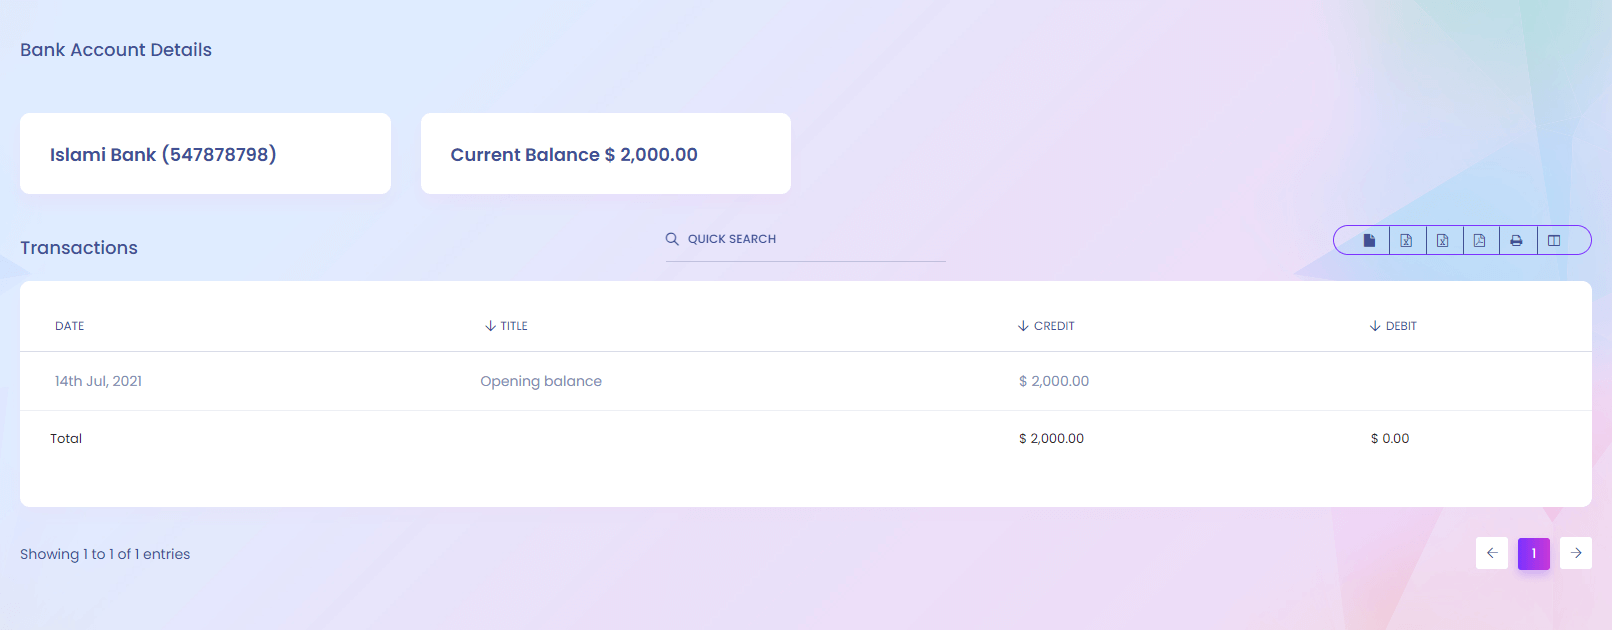 Bank Account Details
Islami Bank (547878798)
Current Balance $ 2,000.00
Transactions
QUICK SEARCH
DATE TITLE CREDIT DEBIT
14th Jul, 2021 Opening balance $ 2,000.00
Total $ 2,000.00 $ 0.00
Showing 1 to 1 of 1 entries
1